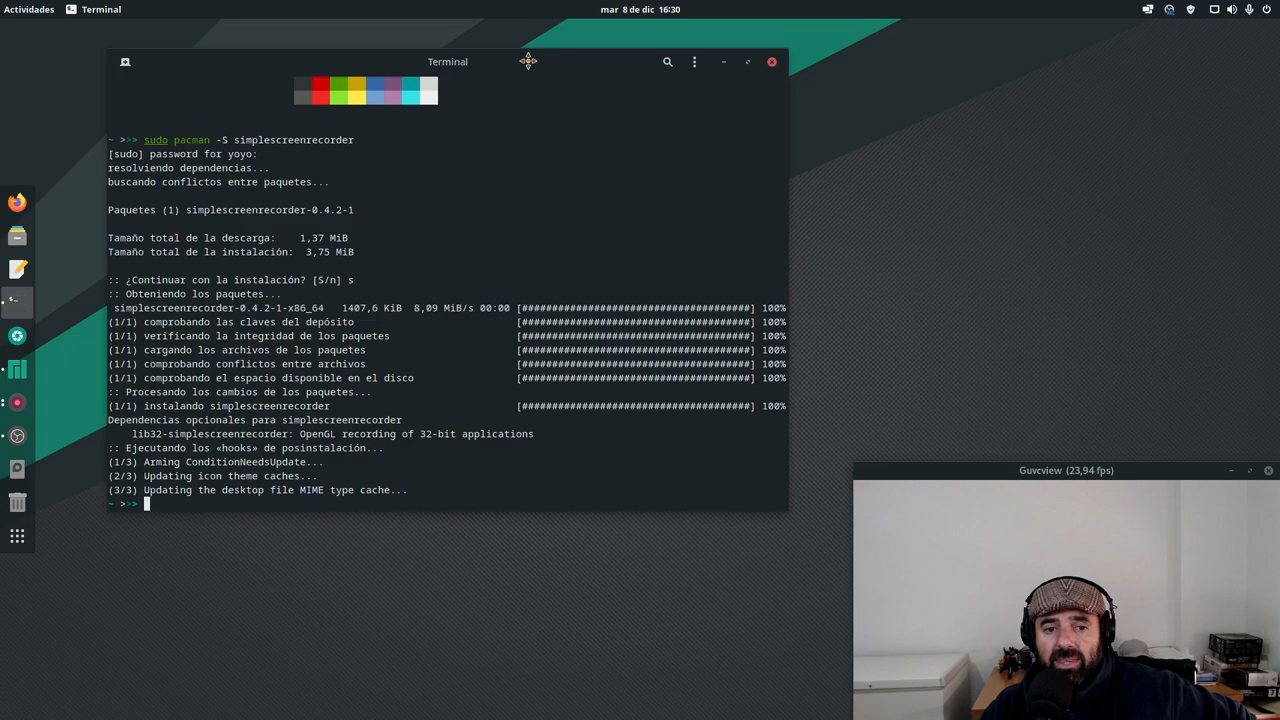 Actividades Terminal mar 8 de dic 16:30
Terminal
~ >>> sudo pacman -S simplescreenrecorder
[sudo] password for yoyo:
resolviendo dependencias...
buscando conflictos entre paquetes...
Paquetes (1) simplescreenrecorder-0.4.2-1
Tamaño total de la descarga: 1,37 MiB
Tamaño total de la instalación: 3,75 MiB
:: ¿Continuar con la instalación? [S/n] s
:: Obteniendo los paquetes...
simplescreenrecorder-0.4.2-1-x86_64 1407,6 KiB 8,09 MiB/s 00:00 [######################################] 100%
(1/1) comprobando las claves del depósito [######################################] 100%
(1/1) verificando la integridad de los paquetes [######################################] 100%
(1/1) cargando los archivos de los paquetes [######################################] 100%
(1/1) comprobando conflictos entre archivos [######################################] 100%
(1/1) comprobando el espacio disponible en el disco [######################################] 100%
:: Procesando los cambios de los paquetes...
(1/1) instalando simplescreenrecorder [######################################] 100%
Dependencias opcionales para simplescreenrecorder
lib32-simplescreenrecorder: OpenGL recording of 32-bit applications
:: Ejecutando los «hooks» de posinstalación...
(1/3) Arming ConditionNeedsUpdate...
(2/3) Updating icon theme caches...
(3/3) Updating the desktop file MIME type cache...
~ >>>
Guvcview (23,94 fps)